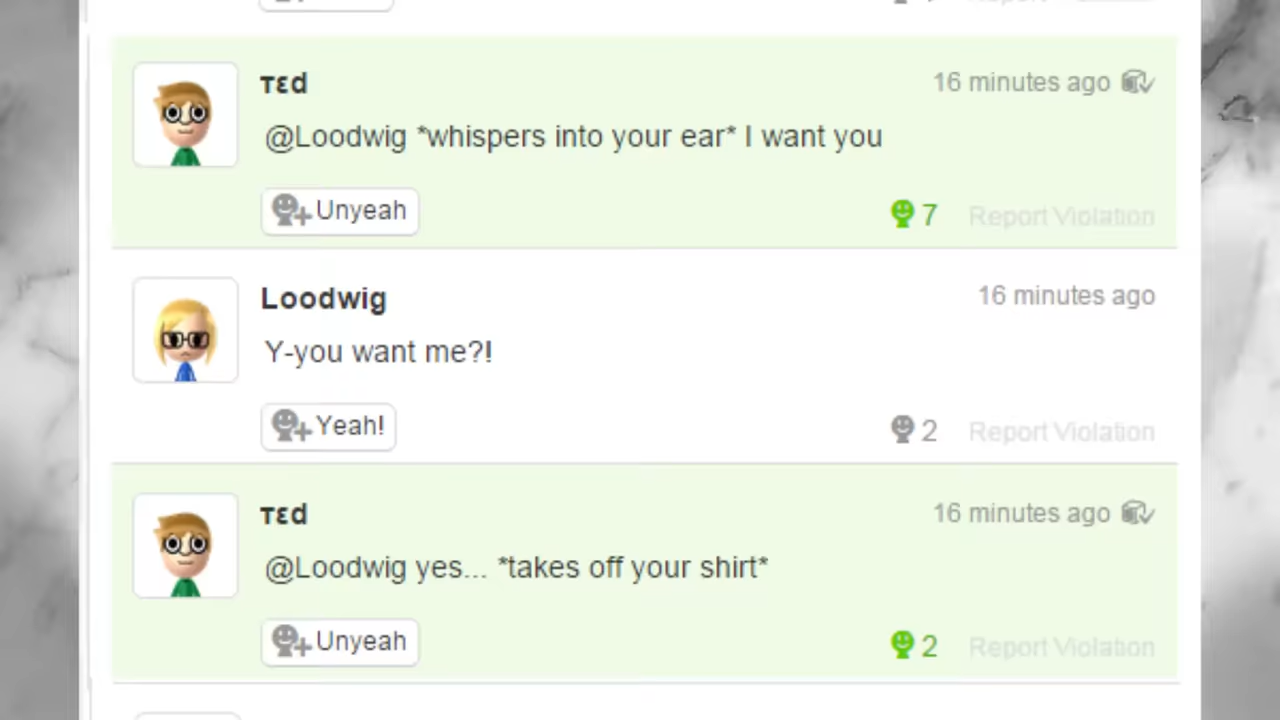 τεd
16 minutes ago
@Loodwig *whispers into your ear* I want you
Unyeah
7
Report Violation
Loodwig
16 minutes ago
Y-you want me?!
Yeah!
2
Report Violation
τεd
16 minutes ago
@Loodwig yes... *takes off your shirt*
Unyeah
2
Report Violation